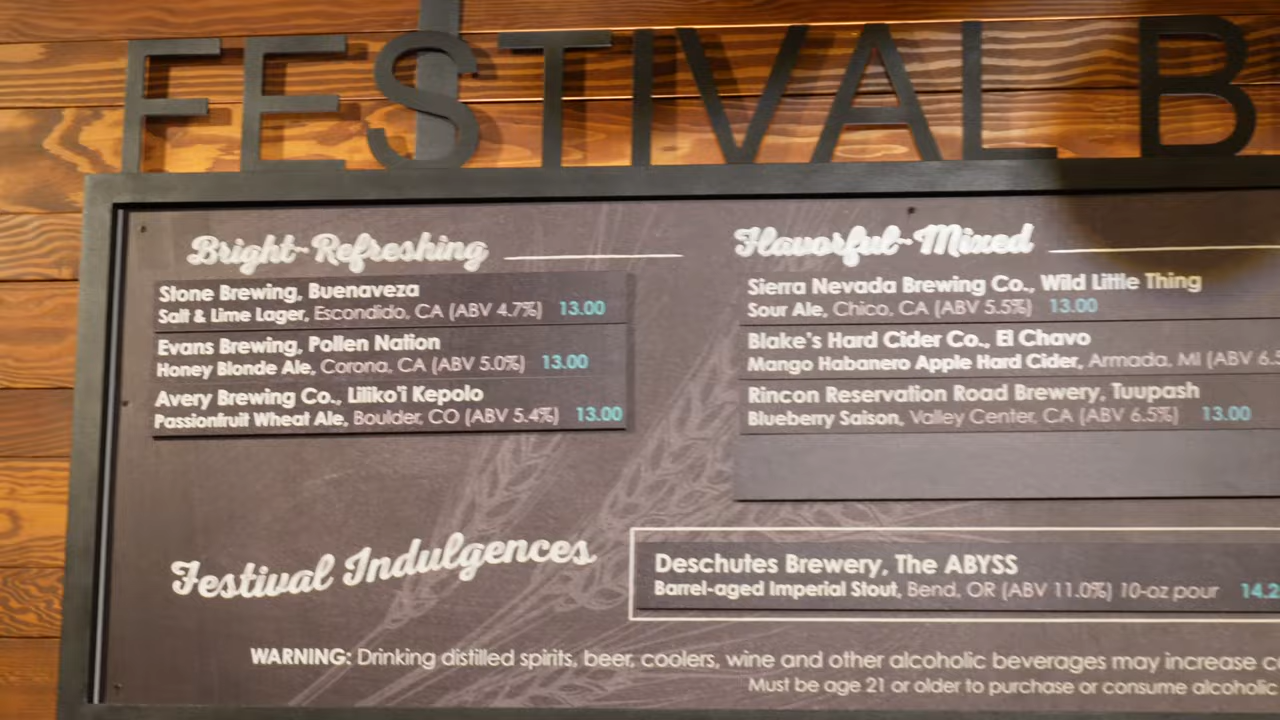 FESTIVAL B
Bright-Refreshing
Stone Brewing, Buenaveza
Salt & Lime Lager, Escondido, CA (ABV 4.7%) 13.00
Evans Brewing, Pollen Nation
Honey Blonde Ale, Corona, CA (ABV 5.0%) 13.00
Avery Brewing Co., Liliko'i Kepolo
Passionfruit Wheat Ale, Boulder, CO (ABV 5.4%) 13.00
Flavorful-Mixed
Sierra Nevada Brewing Co., Wild Little Thing
Sour Ale, Chico, CA (ABV 5.5%) 13.00
Blake's Hard Cider Co., El Chavo
Mango Habanero Apple Hard Cider, Armada, MI (ABV 6.
Rincon Reservation Road Brewery, Tuupash
Blueberry Saison, Valley Center, CA (ABV 6.5%) 13.00
Festival Indulgences
Deschutes Brewery, The ABYSS
Barrel-aged Imperial Stout, Bend, OR (ABV 11.0%) 10-oz pour 14.2
WARNING: Drinking distilled spirits, beer, coolers, wine and other alcoholic beverages may increase c
Must be age 21 or older to purchase or consume alcoholic